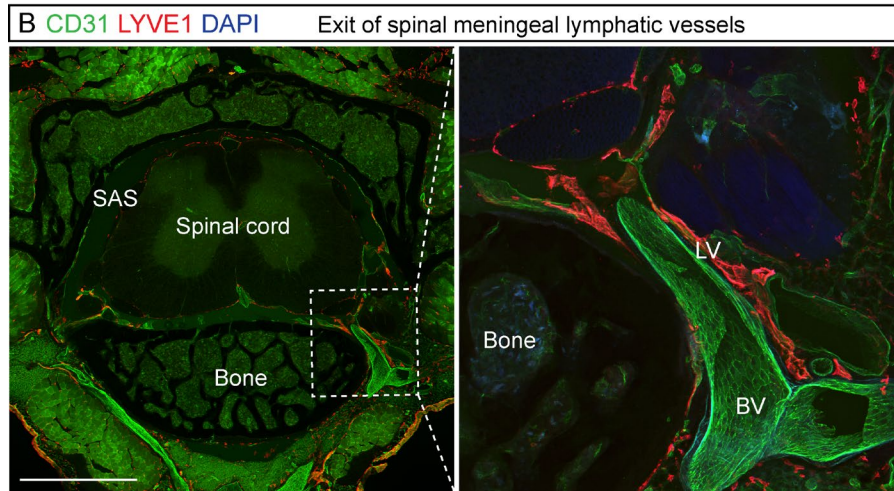 B CD31 LYVE1 DAPI Exit of spinal meningeal lymphatic vessels
SAS
Spinal cord
Bone
LV
Bone
BV